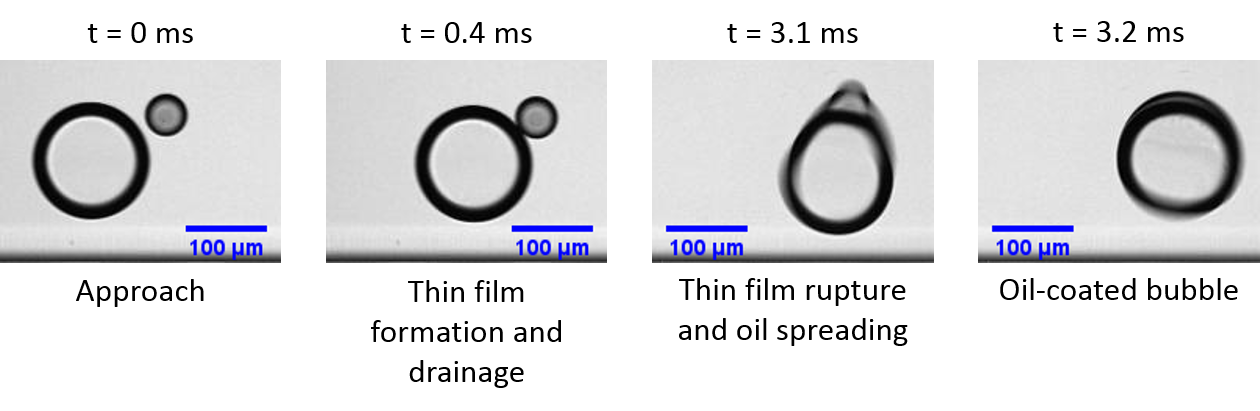 t = 0 ms
t = 0.4 ms
t = 3.1 ms
t = 3.2 ms
100 µm
100 µm
100 µm
100 µm
Approach
Thin film
formation and
drainage
Thin film rupture
and oil spreading
Oil-coated bubble